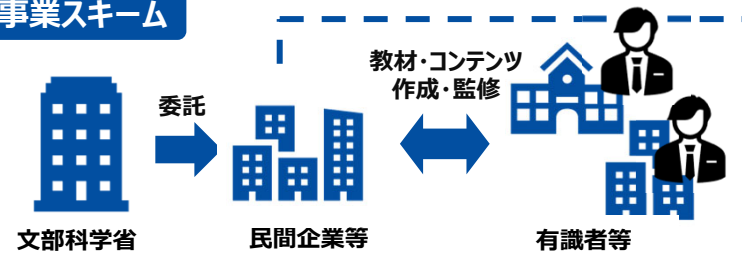 事業スキーム
教材・コンテンツ
作成・監修
委託
文部科学省
民間企業等
有識者等